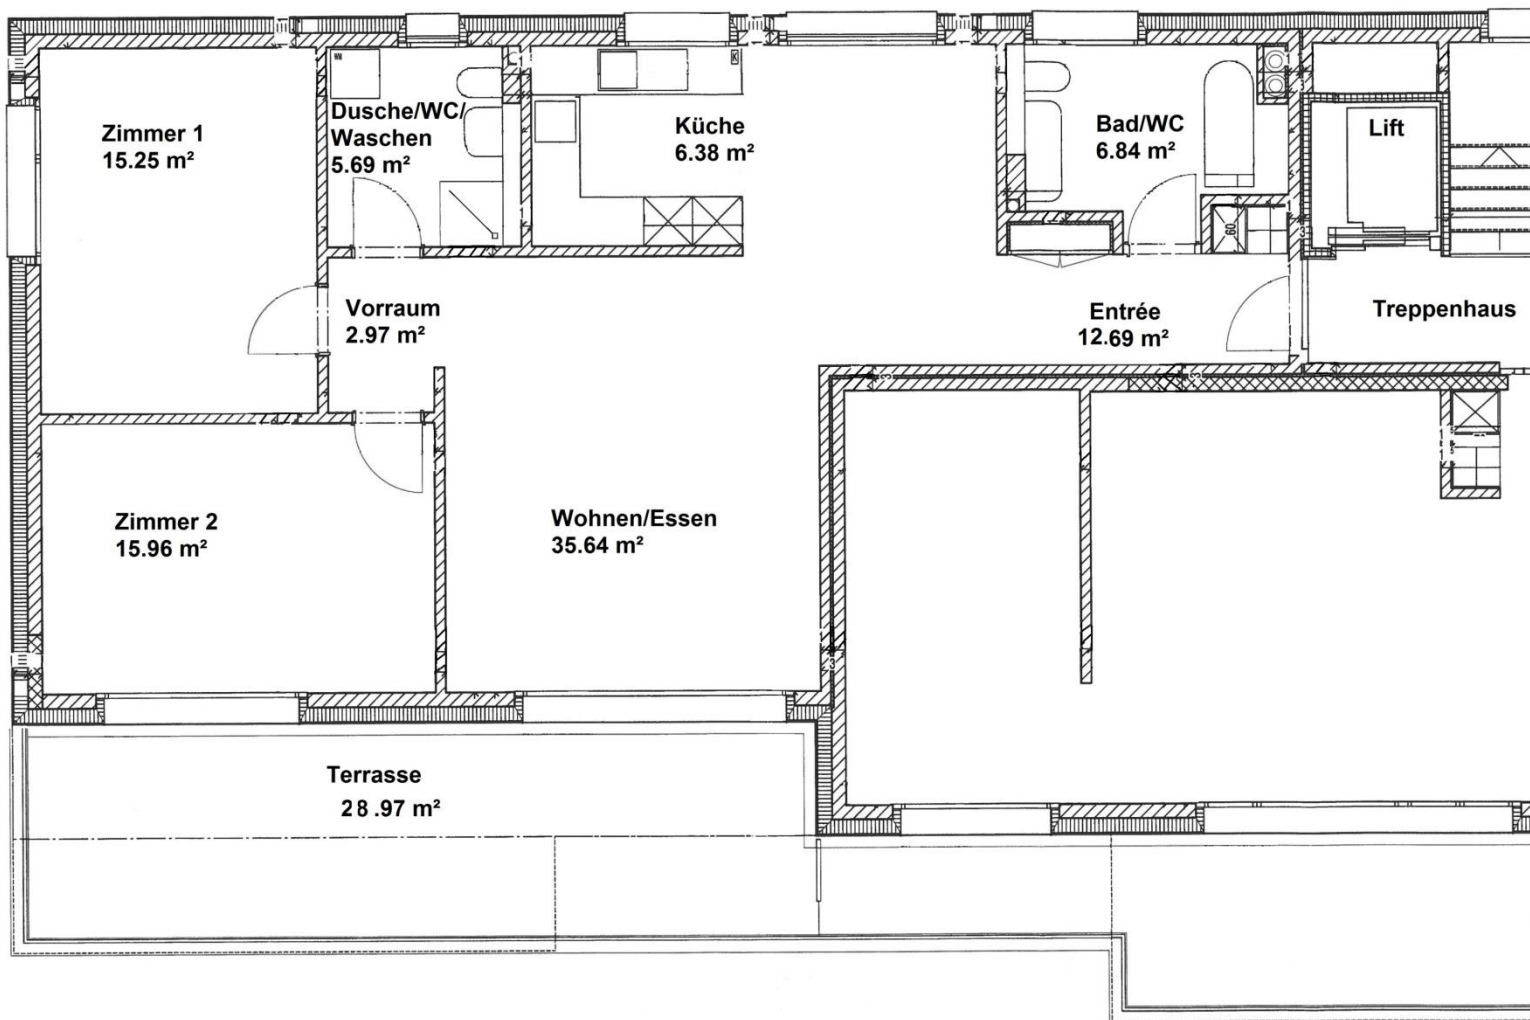 Zimmer 1
15.25 m²
Dusche/WC/
Waschen
5.69 m²
Küche
6.38 m²
K
Bad/WC
6.84 m²
Lift
60
Vorraum
2.97 m²
Entrée
12.69 m²
Treppenhaus
Zimmer 2
15.96 m²
Wohnen/Essen
35.64 m²
Terrasse
28.97 m²